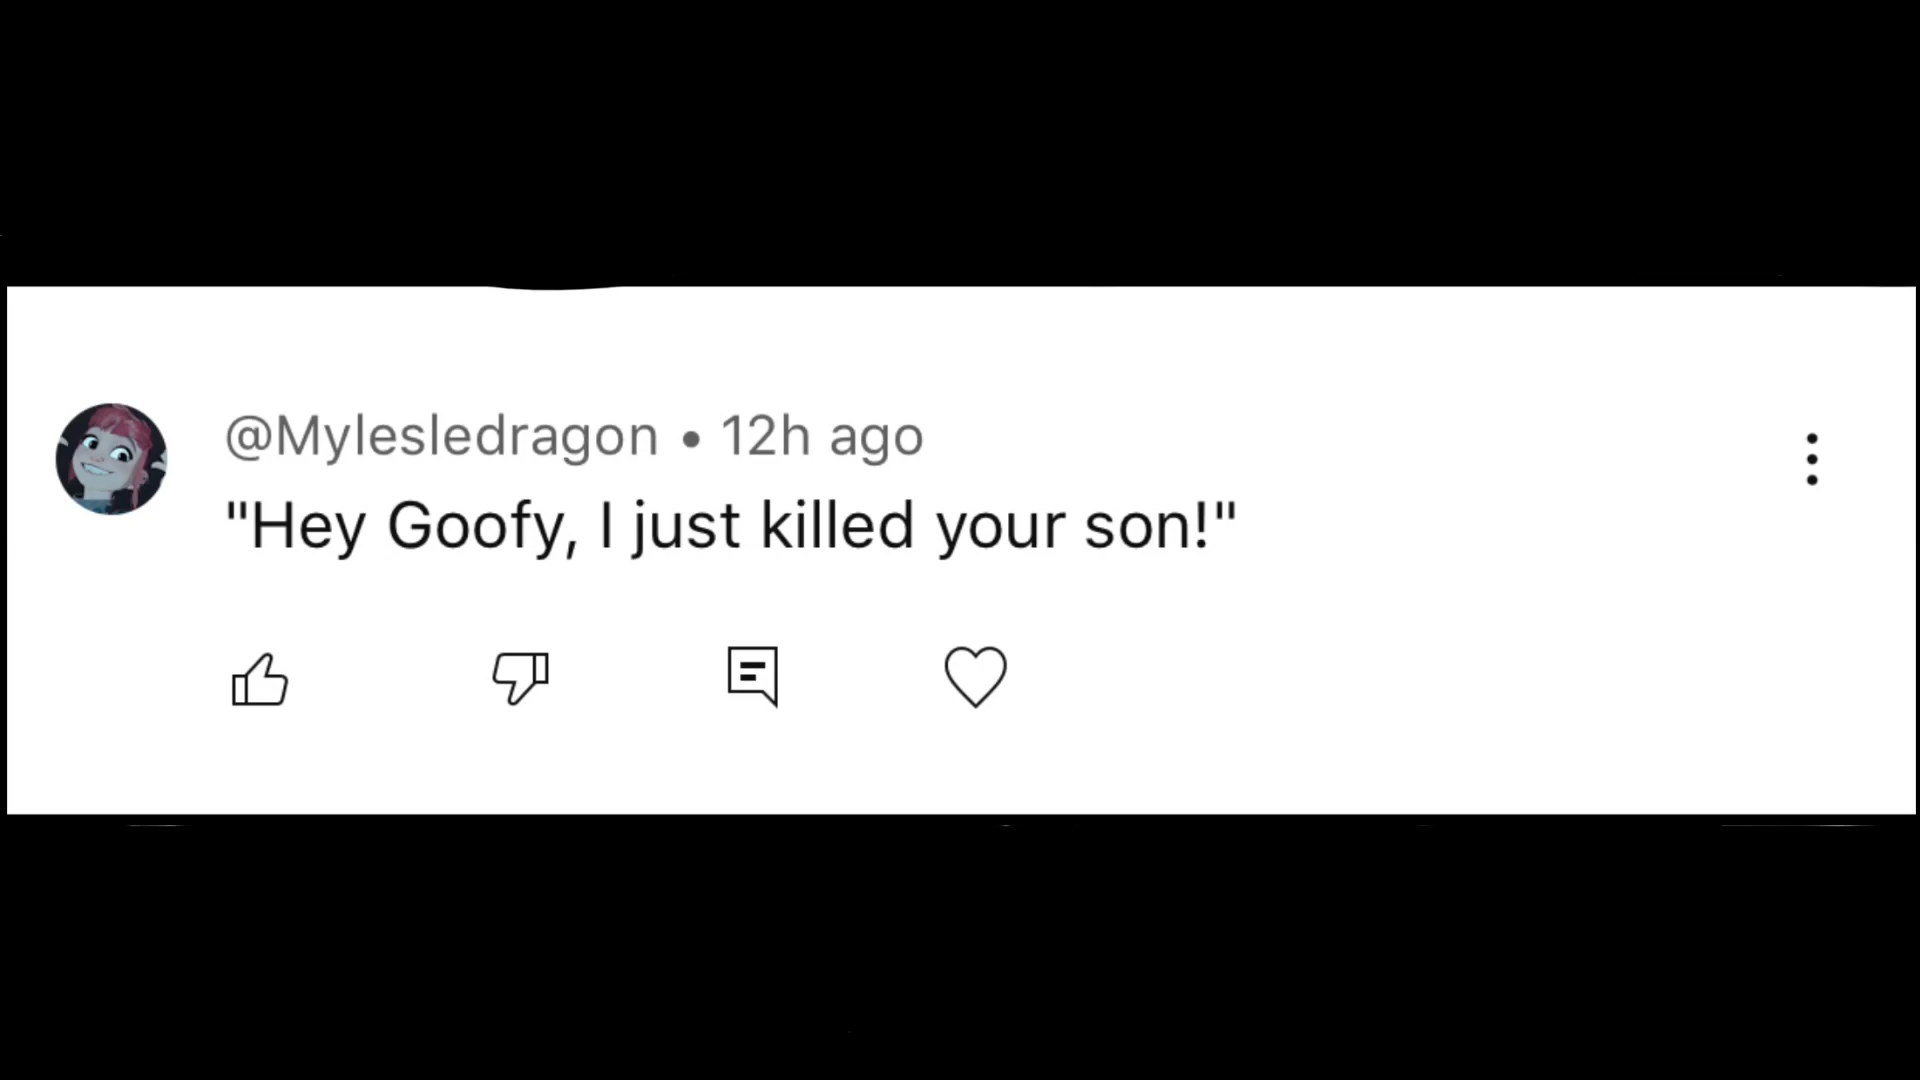 @Mylesledragon • 12h ago
"Hey Goofy, I just killed your son!"